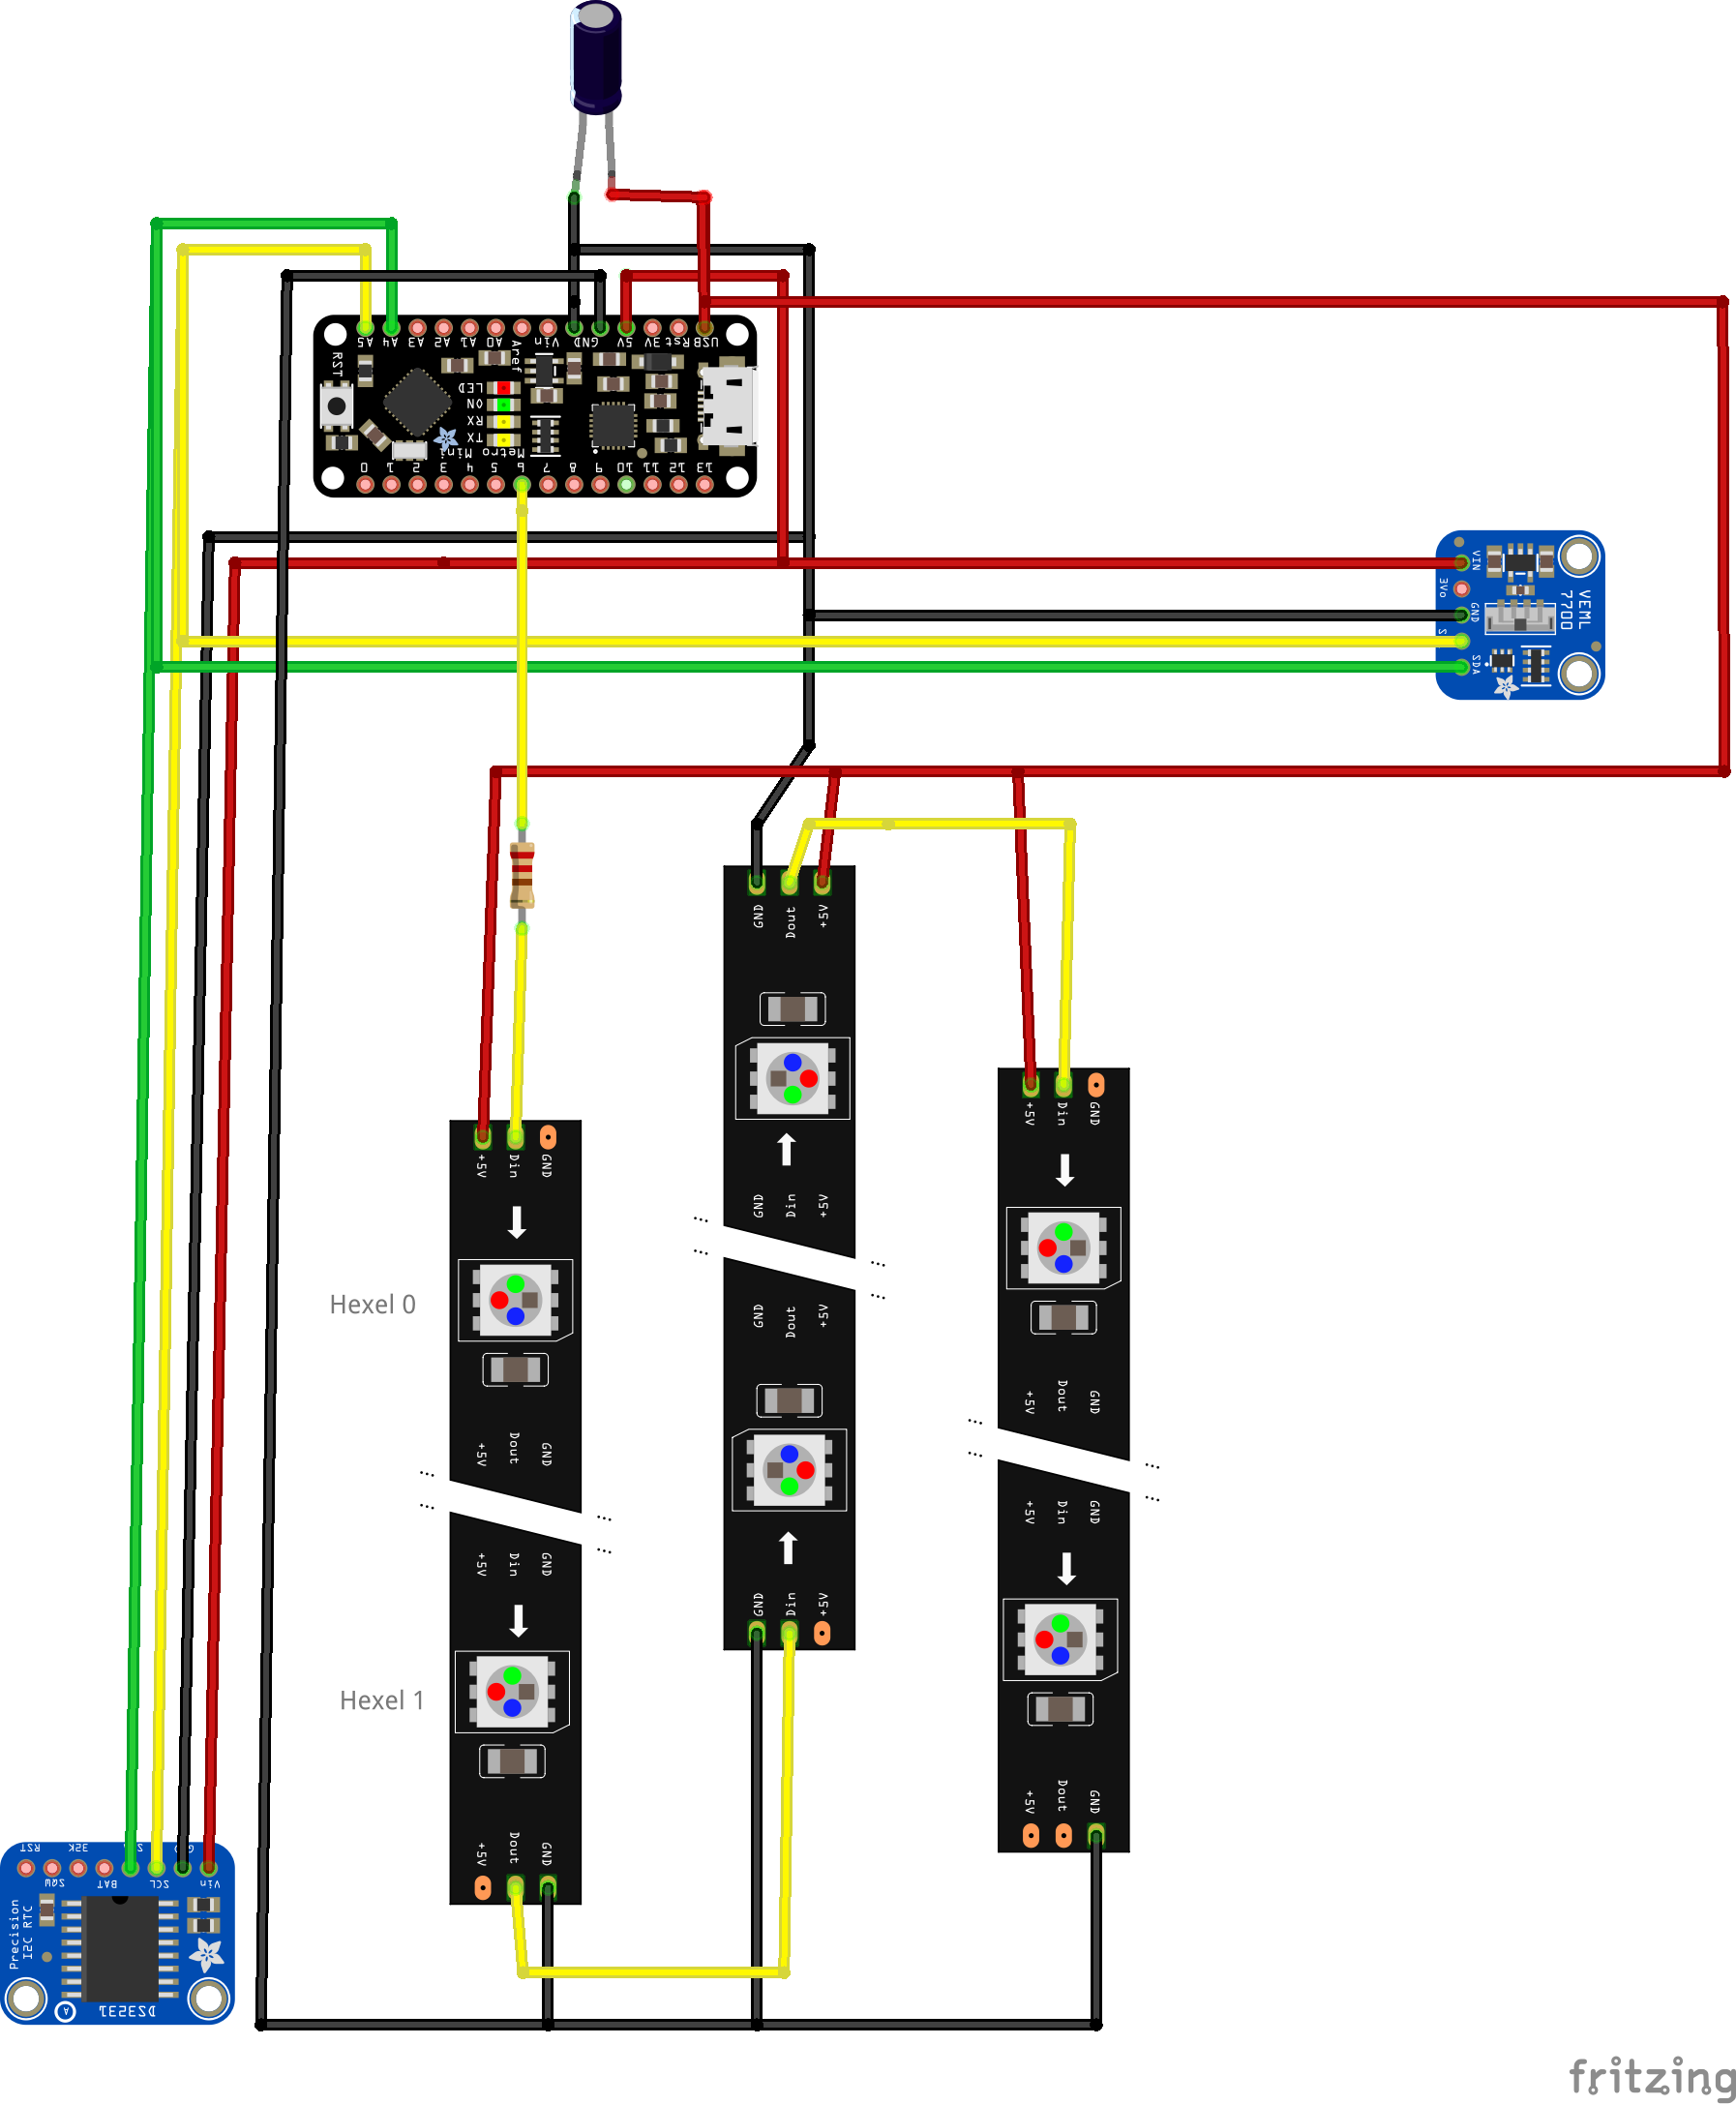 A5 A4 A3 A2 A1 A0 Aref Vin GND 5V 3V Rst USB
RST
LED
ON
RX
TX
Metro Mini
0 1 2 3 4 5 6 7 8 9 10 11 12 13
VIN
3Vo
GND
SDA
VEML
7700
GND Dout +5V
GND Din +5V
GND Dout +5V
GND Din +5V
+5V Din GND
Hexel 0
+5V Dout GND
+5V Din GND
Hexel 1
+5V Dout GND
+5V Din GND
+5V Dout GND
+5V Din GND
+5V Dout GND
RST 32K
SQW BAT SCL Vin
Precision
I2C RTC
DS3231
A
fritzing